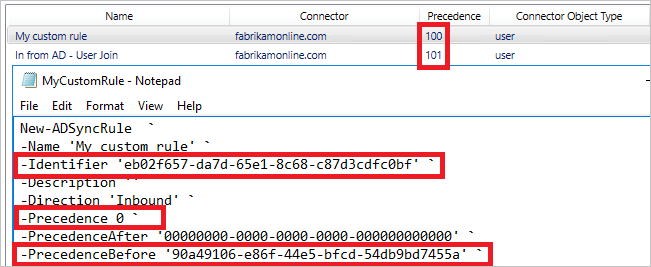 Name Connector Precedence Connector Object Type
My custom rule fabrikamonline.com 100 user
In from AD - User Join fabrikamonline.com 101 user
MyCustomRule - Notepad
File Edit Format View Help
New-ADSyncRule `
-Name 'My custom rule' `
-Identifier 'eb02f657-da7d-65e1-8c68-c87d3cdfc0bf' `
-Description '' `
-Direction 'Inbound' `
-Precedence 0 `
-PrecedenceAfter '00000000-0000-0000-0000-000000000000' `
-PrecedenceBefore '90a49106-e86f-44e5-bfcd-54db9bd7455a' `